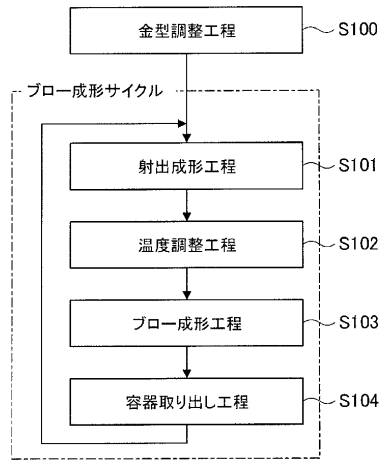 金型調整工程
S100
ブロー成形サイクル
射出成形工程
S101
温度調整工程
S102
ブロー成形工程
S103
容器取り出し工程
S104